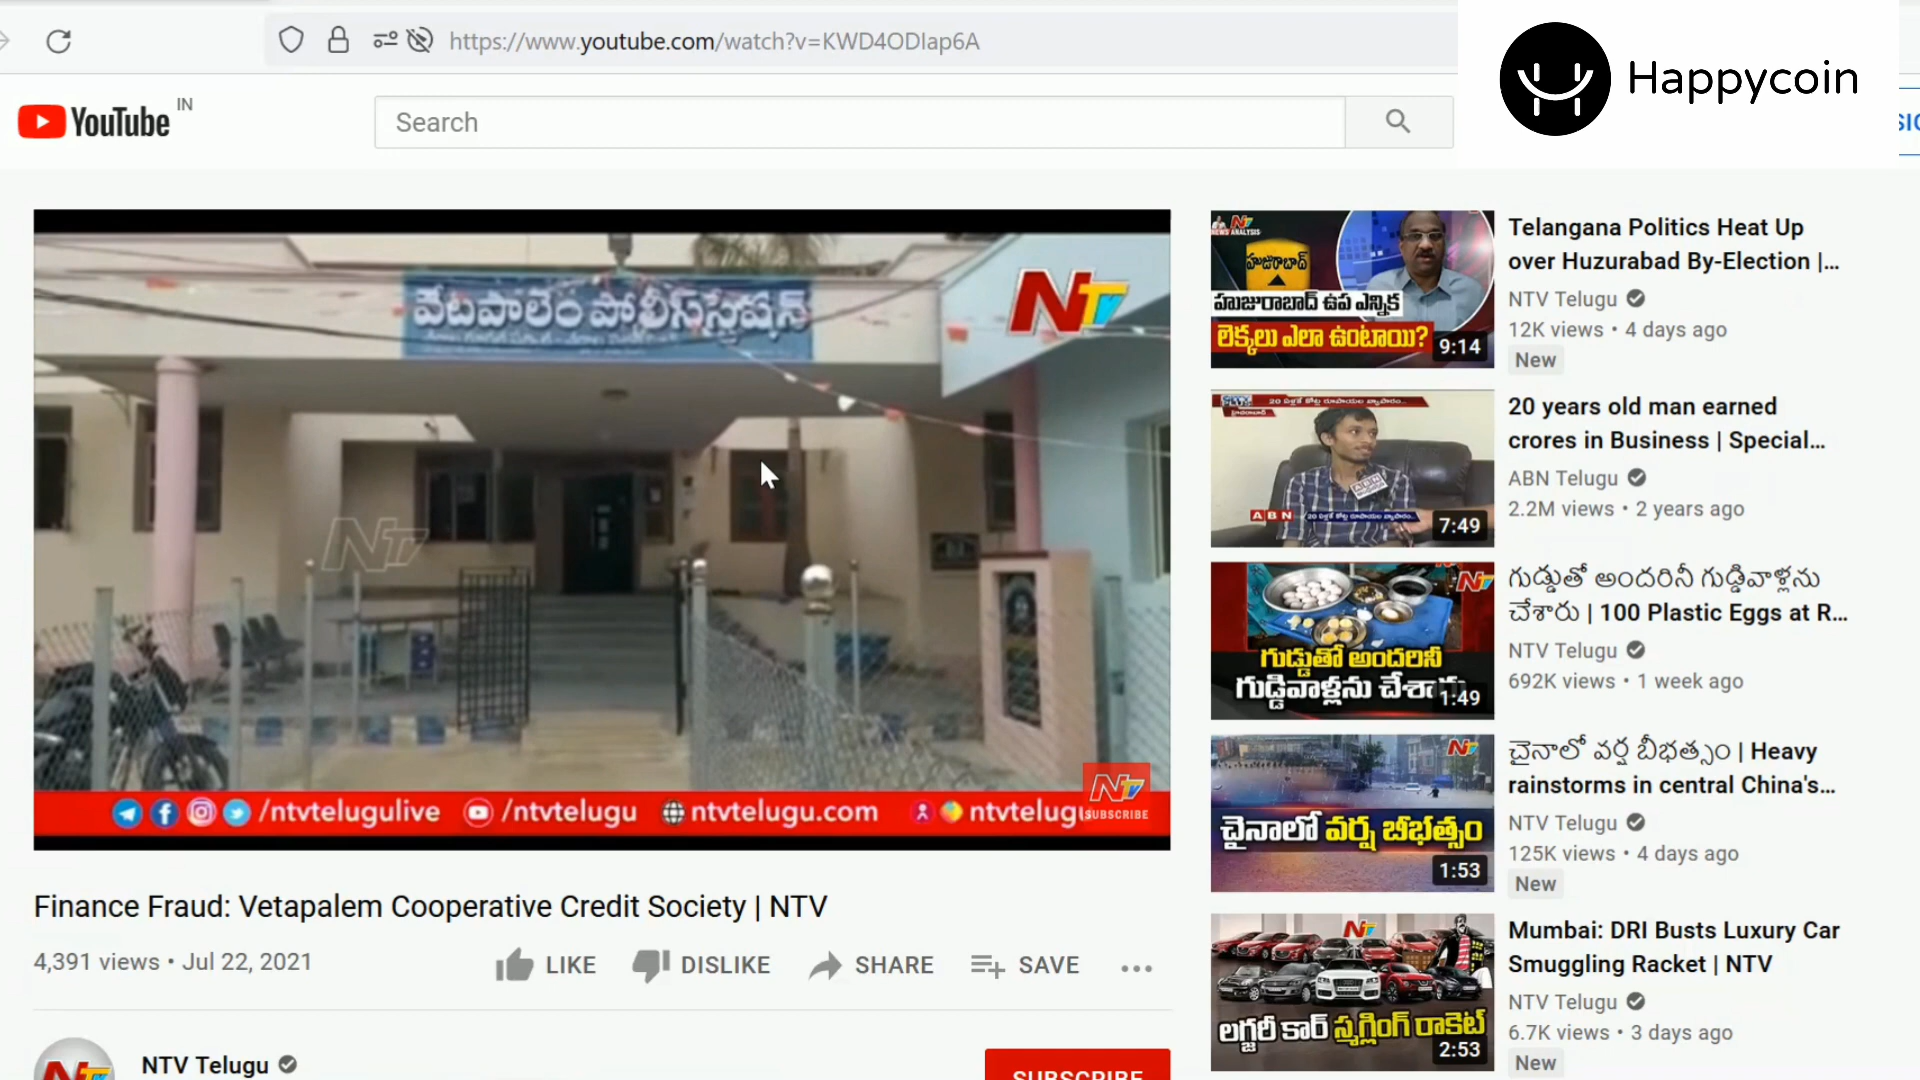 https://www.youtube.com/watch?v=KWD4ODIap6A
Happycoin
YouTube IN
Search
వేటపాలెం పోలీస్‌స్టేషన్
NTV
/ntvtelugulive /ntvtelugu ntvtelugu.com ntvtelugu
SUBSCRIBE
Finance Fraud: Vetapalem Cooperative Credit Society | NTV
4,391 views • Jul 22, 2021
LIKE DISLIKE SHARE SAVE
NTV Telugu
SUBSCRIBE
NEWS ANALYSIS
హుజురాబాద్
హుజురాబాద్ ఉప ఎన్నిక
లెక్కలు ఎలా ఉంటాయి?
9:14
Telangana Politics Heat Up
over Huzurabad By-Election |...
NTV Telugu
12K views • 4 days ago
New
ABN
7:49
20 years old man earned
crores in Business | Special...
ABN Telugu
2.2M views • 2 years ago
గుడ్డుతో అందరినీ
గుడ్డివాళ్లను చేశారు
1:49
గుడ్డుతో అందరినీ గుడ్డివాళ్లను
చేశారు | 100 Plastic Eggs at R...
NTV Telugu
692K views • 1 week ago
చైనాలో వర్ష బీభత్సం
1:53
చైనాలో వర్ష బీభత్సం | Heavy
rainstorms in central China's...
NTV Telugu
125K views • 4 days ago
New
లగ్జరీ కార్ స్మగ్లింగ్ రాకెట్
2:53
Mumbai: DRI Busts Luxury Car
Smuggling Racket | NTV
NTV Telugu
6.7K views • 3 days ago
New